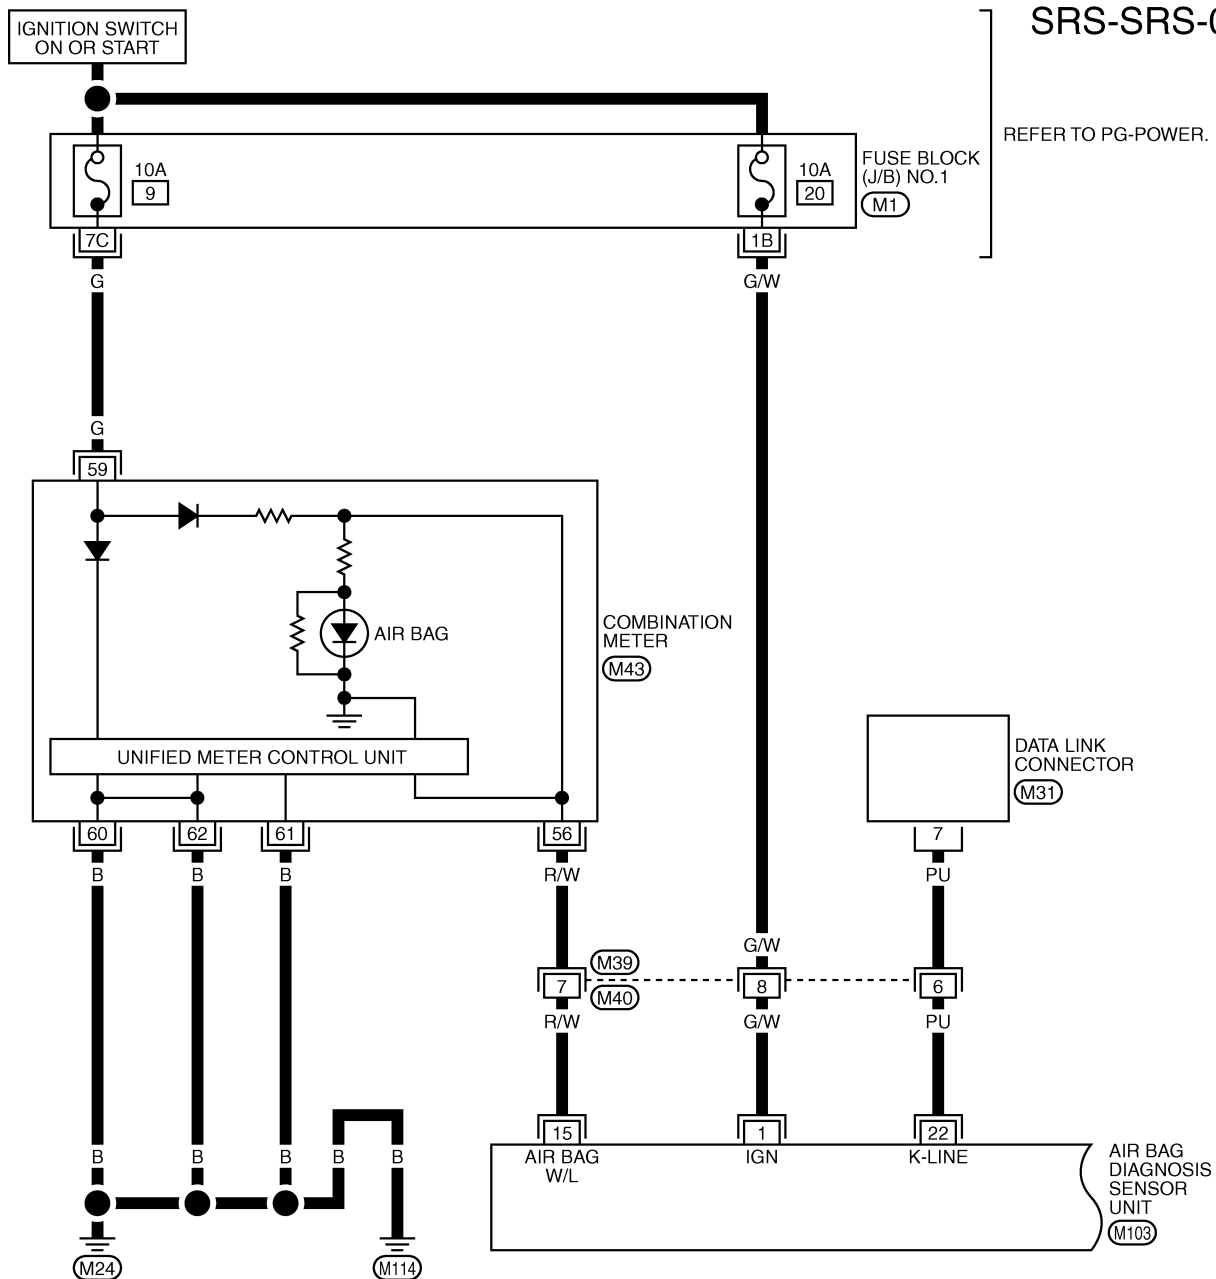 SRS-SRS-0
IGNITION SWITCH
ON OR START
REFER TO PG-POWER.
10A
9
10A
20
FUSE BLOCK
(J/B) NO.1
M1
7C
1B
G
G/W
G
59
AIR BAG
COMBINATION
METER
M43
UNIFIED METER CONTROL UNIT
DATA LINK
CONNECTOR
M31
60
62
61
56
7
B
B
B
R/W
PU
G/W
M39
7
8
6
M40
R/W
G/W
PU
15
1
22
B
B
B
B
B
AIR BAG
W/L
IGN
K-LINE
AIR BAG
DIAGNOSIS
SENSOR
UNIT
M103
M24
M114